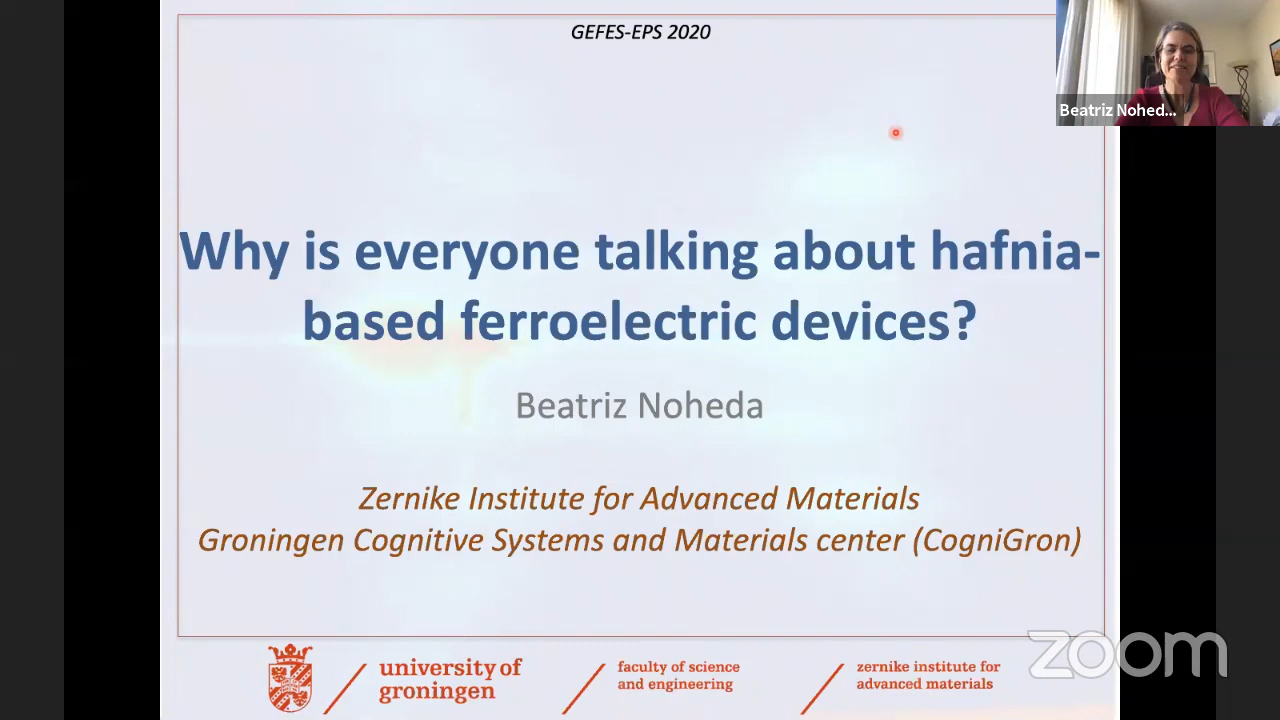 GEFES-EPS 2020
Beatriz Nohed...
Why is everyone talking about hafnia-
based ferroelectric devices?
Beatriz Noheda
Zernike Institute for Advanced Materials
Groningen Cognitive Systems and Materials center (CogniGron)
university of
groningen
faculty of science
and engineering
zernike institute for
advanced materials
zoom